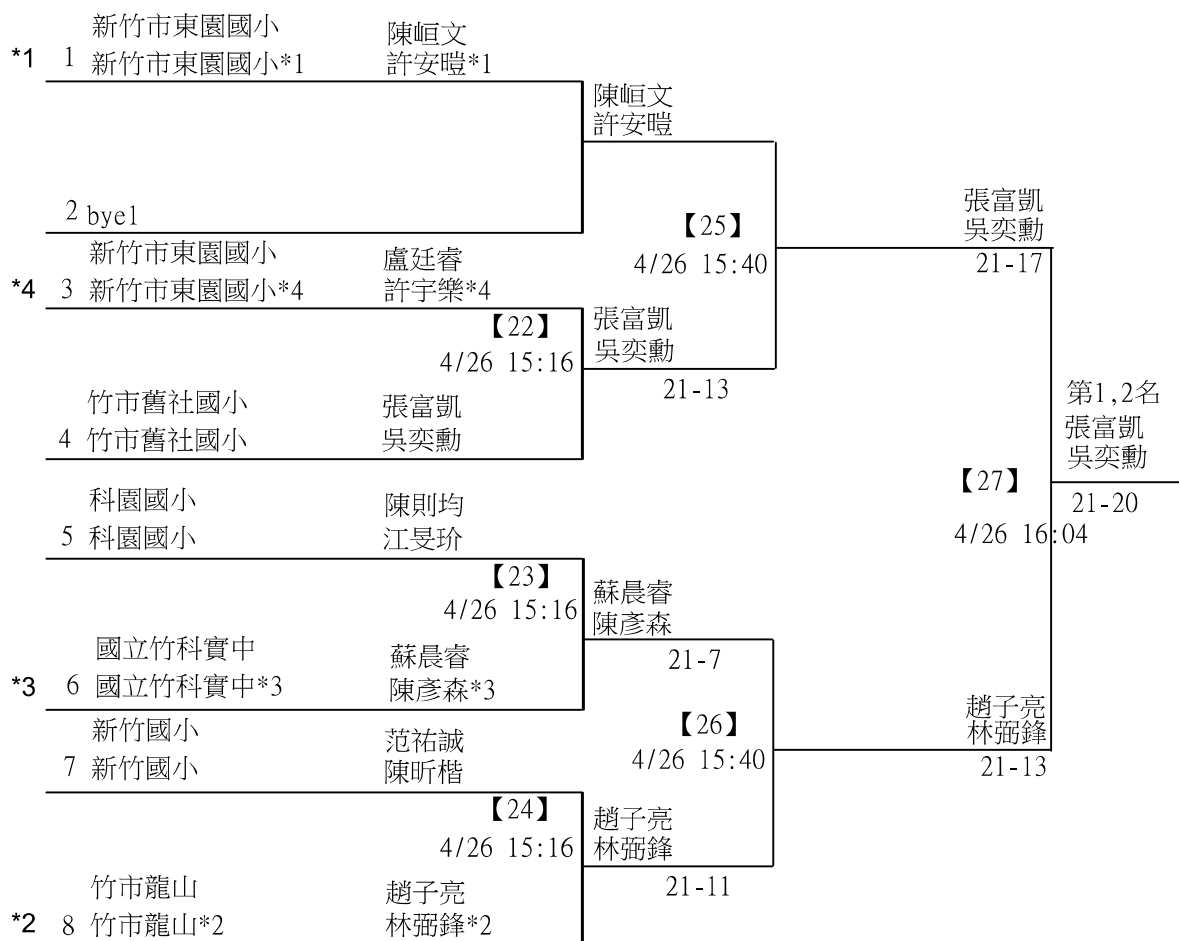 新竹市東園國小 陳峘文
*1 1 新竹市東園國小*1 許安暟*1
陳峘文
許安暟
2 bye1
【25】
4/26 15:40
張富凱
吳奕勳
21-17
新竹市東園國小 盧廷睿
*4 3 新竹市東園國小*4 許宇樂*4
【22】
4/26 15:16
張富凱
吳奕勳
21-13
竹市舊社國小 張富凱
4 竹市舊社國小 吳奕勳
第1,2名
張富凱
吳奕勳
【27】
21-20
4/26 16:04
科園國小 陳則均
5 科園國小 江旻玠
【23】
4/26 15:16
蘇晨睿
陳彥森
21-7
國立竹科實中 蘇晨睿
*3 6 國立竹科實中*3 陳彥森*3
【26】
4/26 15:40
趙子亮
林弼鋒
21-13
新竹國小 范祐誠
7 新竹國小 陳昕楷
【24】
4/26 15:16
趙子亮
林弼鋒
21-11
竹市龍山 趙子亮
*2 8 竹市龍山*2 林弼鋒*2